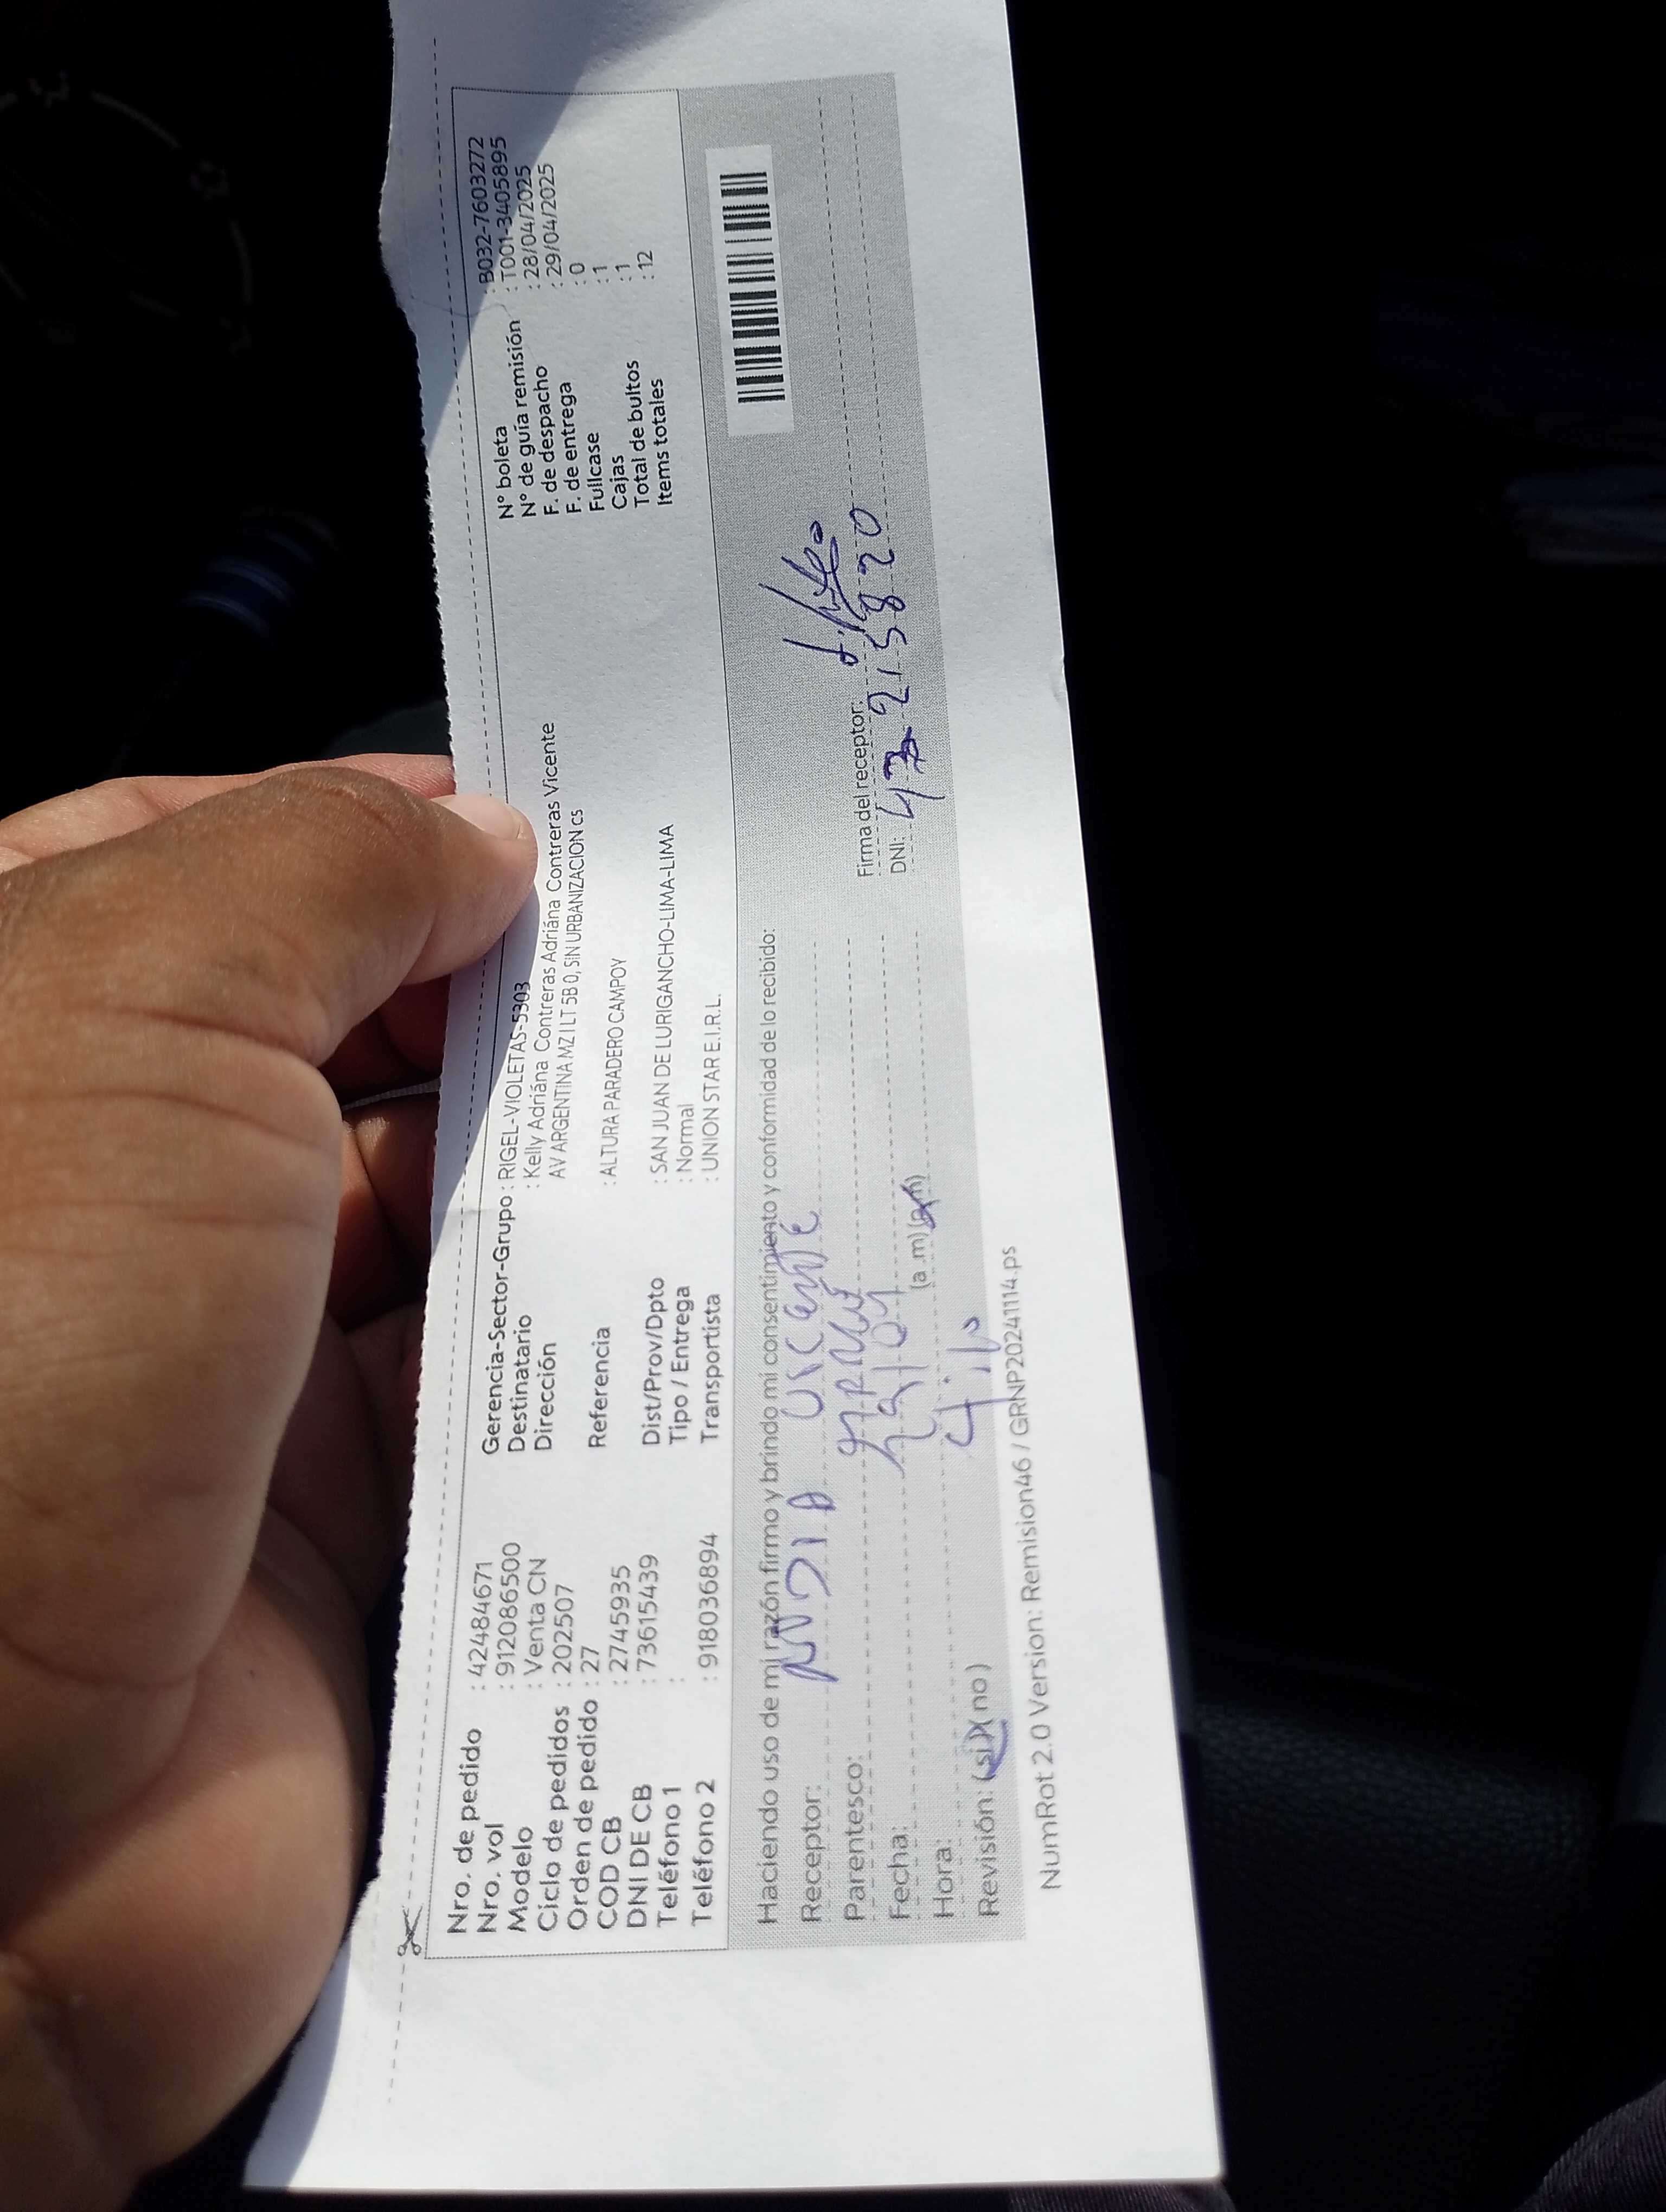 Nro. de pedido : 42484671
Nro. vol : 912086500
Modelo : Venta CN
Ciclo de pedidos : 202507
Orden de pedido : 27
COD CB : 2745935
DNI DE CB : 73615439
Teléfono 1 :
Teléfono 2 : 918036894
Gerencia-Sector-Grupo : RIGEL-VIOLETAS-5303
Destinatario : Kelly Adriána Contreras Adriána Contreras Vicente
Dirección AV ARGENTINA MZ I LT 5B 0, SIN URBANIZACION cs
Referencia : ALTURA PARADERO CAMPOY
Dist/Prov/Dpto : SAN JUAN DE LURIGANCHO-LIMA-LIMA
Tipo / Entrega : Normal
Transportista : UNION STAR E.I.R.L.
N° boleta : B032-7603272
N° de guía remisión : T001-3405895
F. de despacho : 28/04/2025
F. de entrega : 29/04/2025
Fullcase : 0
Cajas : 1
Total de bultos : 1
Items totales : 12
Haciendo uso de mi razón firmo y brindo mi consentimiento y conformidad de lo recibido:
Receptor:
Parentesco:
Fecha: 29/04
Hora: (a.m)
Revisión: (si) (no)
Firma del receptor:
DNI: 47215820
NumRot 2.0 Version: Remision46 / GRNP20241114.ps